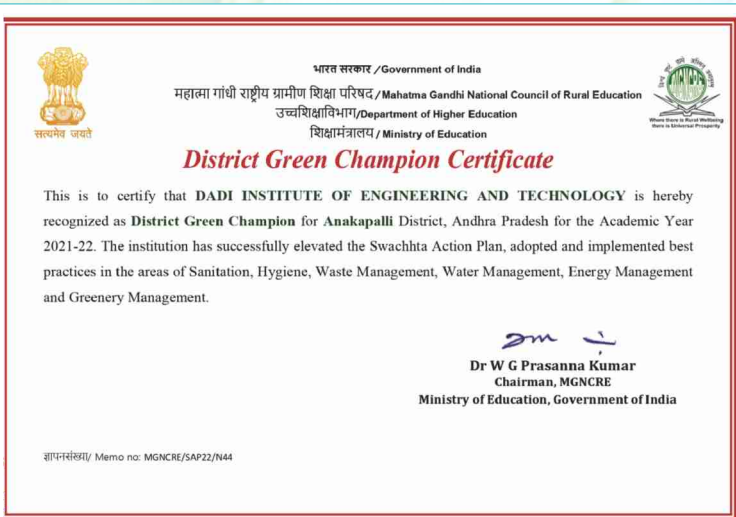 भारत सरकार /Government of India
महात्मा गांधी राष्ट्रीय ग्रामीण शिक्षा परिषद /Mahatma Gandhi National Council of Rural Education
उच्चशिक्षाविभाग/Department of Higher Education
शिक्षामंत्रालय / Ministry of Education
सत्यमेव जयते
Where there is Rural Wellbeing
there is Universal Prosperity
District Green Champion Certificate
This is to certify that DADI INSTITUTE OF ENGINEERING AND TECHNOLOGY is hereby
recognized as District Green Champion for Anakapalli District, Andhra Pradesh for the Academic Year
2021-22. The institution has successfully elevated the Swachhta Action Plan, adopted and implemented best
practices in the areas of Sanitation, Hygiene, Waste Management, Water Management, Energy Management
and Greenery Management.
Dr W G Prasanna Kumar
Chairman, MGNCRE
Ministry of Education, Government of India
ज्ञापनसंख्या/ Memo no: MGNCRE/SAP22/N44